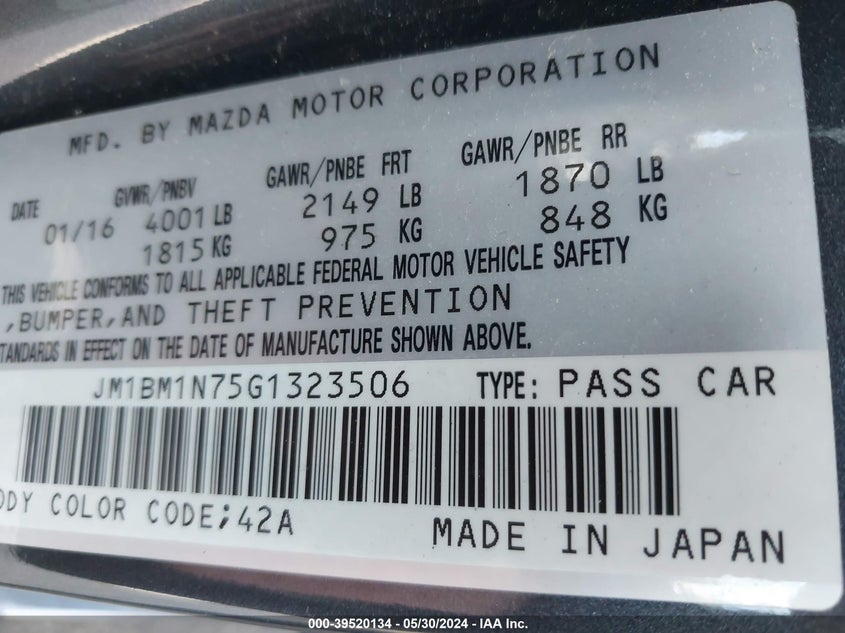 MFD. BY MAZDA MOTOR CORPORATION
DATE GVWR/PNBV GAWR/PNBE FRT GAWR/PNBE RR
01/16 4001 LB 2149 LB 1870 LB
1815 KG 975 KG 848 KG
THIS VEHICLE CONFORMS TO ALL APPLICABLE FEDERAL MOTOR VEHICLE SAFETY
,BUMPER,AND THEFT PREVENTION
STANDARDS IN EFFECT ON THE DATE OF MANUFACTURE SHOWN ABOVE.
JM1BM1N75G1323506 TYPE: PASS CAR
ODY COLOR CODE;42A
MADE IN JAPAN
000-39520134 - 05/30/2024 - IAA Inc.